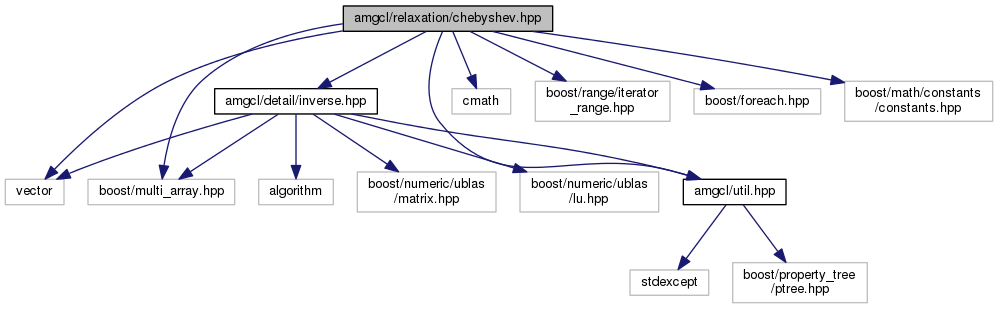 amgcl/relaxation/chebyshev.hpp
amgcl/detail/inverse.hpp
cmath
boost/range/iterator
_range.hpp
boost/foreach.hpp
boost/math/constants
/constants.hpp
vector
boost/multi_array.hpp
algorithm
boost/numeric/ublas
/matrix.hpp
boost/numeric/ublas
/lu.hpp
amgcl/util.hpp
stdexcept
boost/property_tree
/ptree.hpp